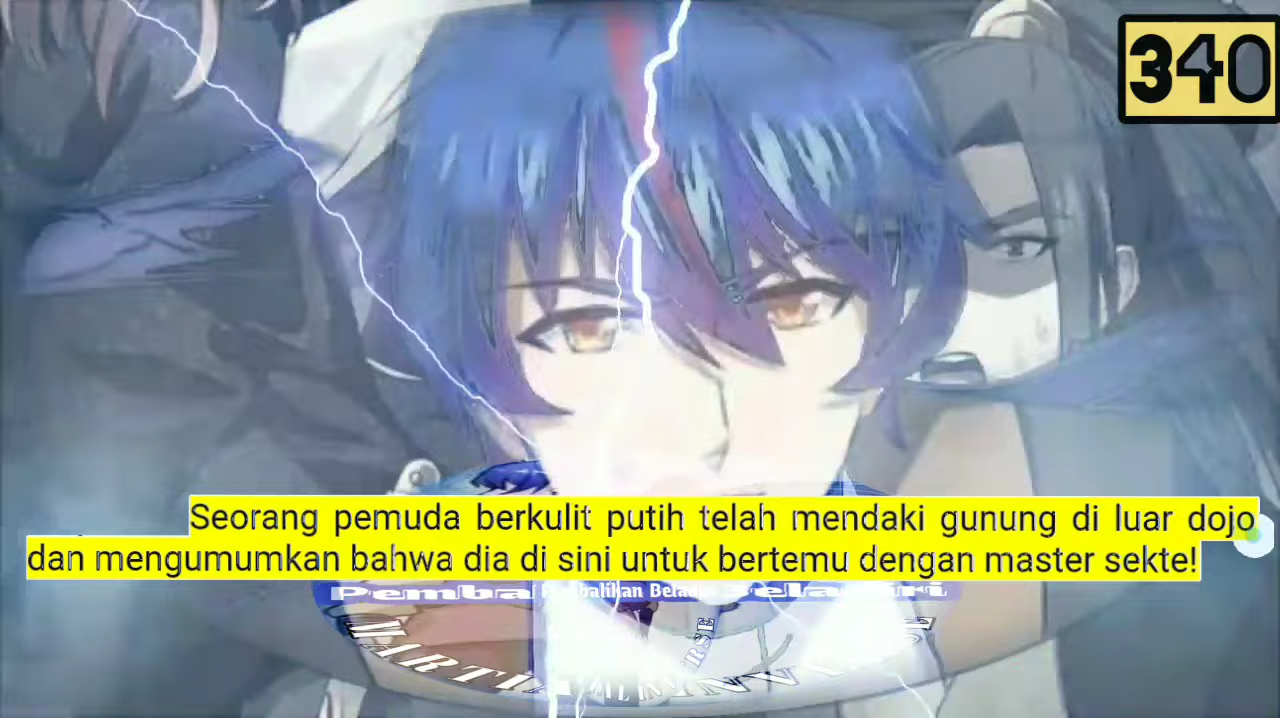 340
Seorang pemuda berkulit putih telah mendaki gunung di luar dojo
dan mengumumkan bahwa dia di sini untuk bertemu dengan master sekte!